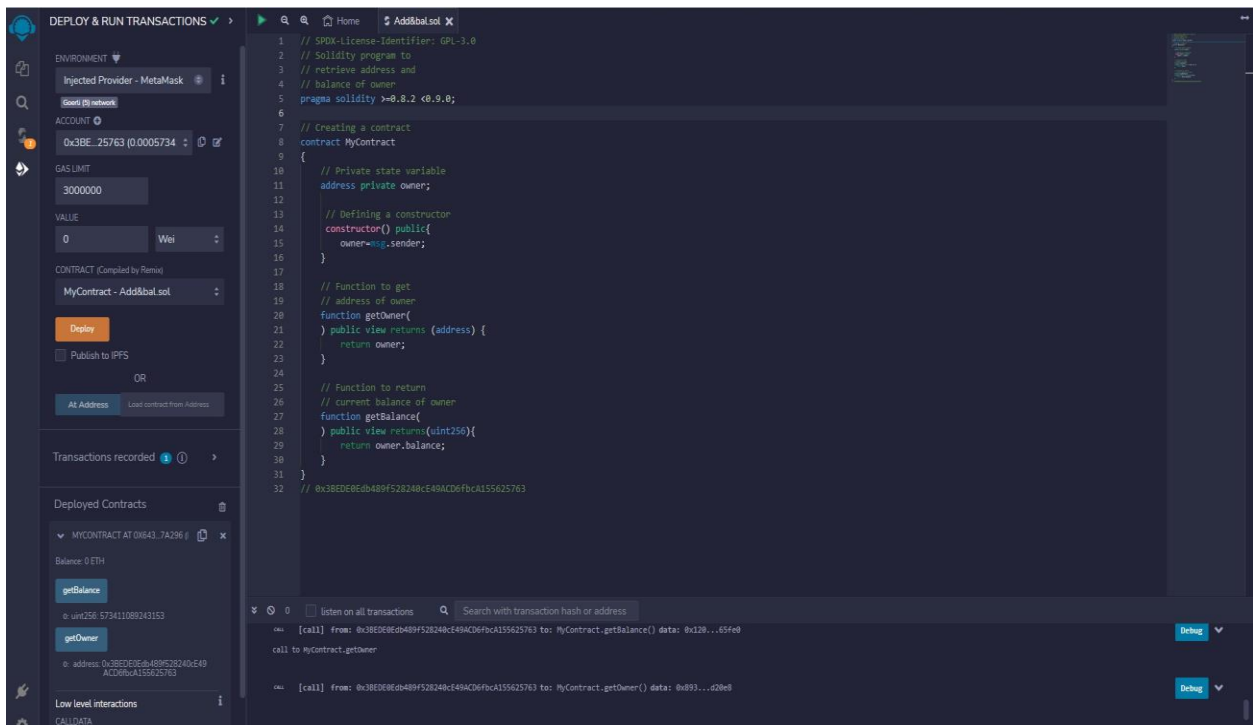 DEPLOY & RUN TRANSACTIONS
ENVIRONMENT
Injected Provider - MetaMask
Goerli (5) network
ACCOUNT
0x3BE...25763 (0.0005734
GAS LIMIT
3000000
VALUE
0 Wei
CONTRACT (Compiled by Remix)
MyContract - Add&bal.sol
Deploy
Publish to IPFS
OR
At Address Load contract from Address
Transactions recorded 1
Deployed Contracts
MYCONTRACT AT 0X643...7A296
Balance: 0 ETH
getBalance
0: uint256: 573411089243153
getOwner
0: address: 0x3BEDE0Edb489f528240cE49
ACD6fbcA155625763
Low level interactions
CALLDATA
Home Add&bal.sol
1 // SPDX-License-Identifier: GPL-3.0
2 // Solidity program to
3 // retrieve address and
4 // balance of owner
5 pragma solidity >=0.8.2 <0.9.0;
6
7 // Creating a contract
8 contract MyContract
9 {
10 // Private state variable
11 address private owner;
12
13 // Defining a constructor
14 constructor() public{
15 owner=msg.sender;
16 }
17
18 // Function to get
19 // address of owner
20 function getOwner(
21 ) public view returns (address) {
22 return owner;
23 }
24
25 // Function to return
26 // current balance of owner
27 function getBalance(
28 ) public view returns(uint256){
29 return owner.balance;
30 }
31 }
32 // 0x3BEDE0Edb489f528240cE49ACD6fbcA155625763
0 listen on all transactions Search with transaction hash or address
CALL [call] from: 0x3BEDE0Edb489f528240cE49ACD6fbcA155625763 to: MyContract.getBalance() data: 0x120...65fe0 Debug
call to MyContract.getOwner
CALL [call] from: 0x3BEDE0Edb489f528240cE49ACD6fbcA155625763 to: MyContract.getOwner() data: 0x893...d20e8 Debug